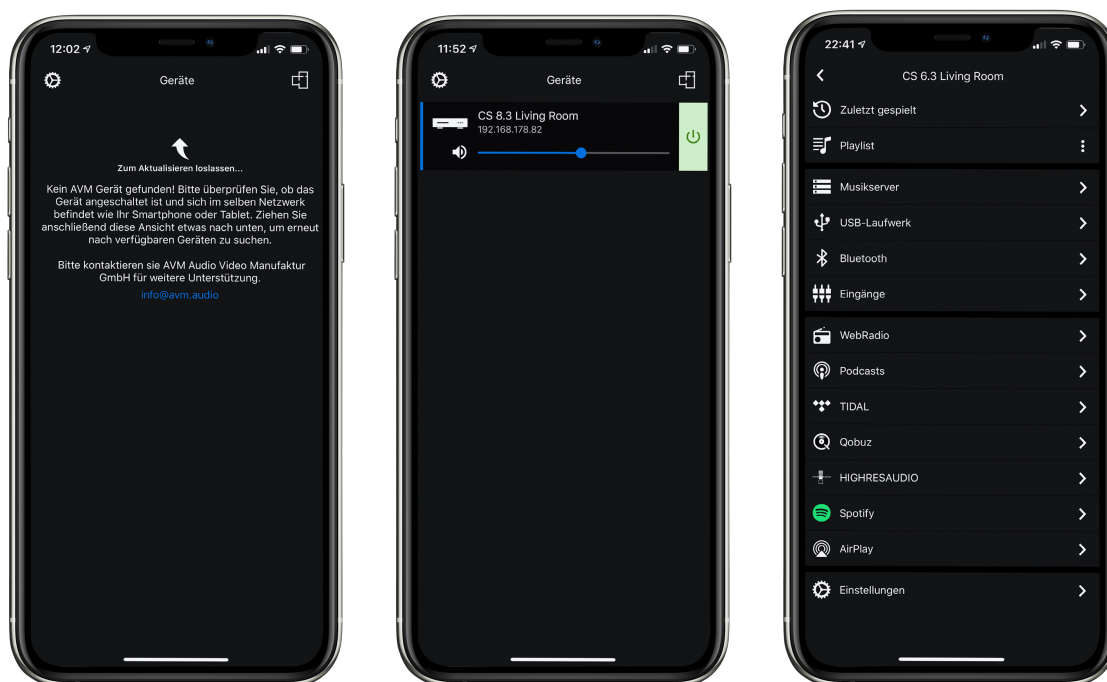 12:02
Geräte
Zum Aktualisieren loslassen...
Kein AVM Gerät gefunden! Bitte überprüfen Sie, ob das
Gerät angeschaltet ist und sich im selben Netzwerk
befindet wie Ihr Smartphone oder Tablet. Ziehen Sie
anschließend diese Ansicht etwas nach unten, um erneut
nach verfügbaren Geräten zu suchen.
Bitte kontaktieren sie AVM Audio Video Manufaktur
GmbH für weitere Unterstützung.
info@avm.audio
11:52
Geräte
CS 8.3 Living Room
192.168.178.82
22:41
CS 6.3 Living Room
Zuletzt gespielt
Playlist
Musikserver
USB-Laufwerk
Bluetooth
Eingänge
WebRadio
Podcasts
TIDAL
Qobuz
HIGHRESAUDIO
Spotify
AirPlay
Einstellungen